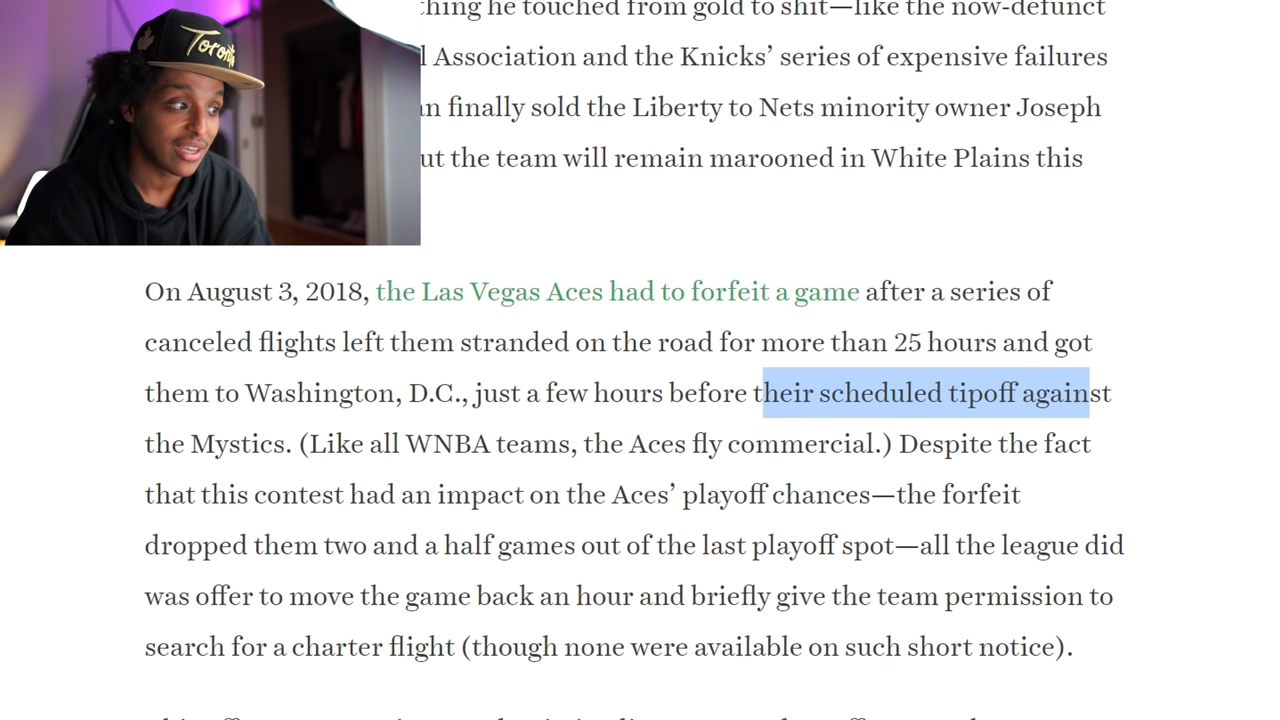 Toronto
thing he touched from gold to shit—like the now-defunct
Association and the Knicks’ series of expensive failures
finally sold the Liberty to Nets minority owner Joseph
the team will remain marooned in White Plains this
On August 3, 2018, the Las Vegas Aces had to forfeit a game after a series of
canceled flights left them stranded on the road for more than 25 hours and got
them to Washington, D.C., just a few hours before their scheduled tipoff against
the Mystics. (Like all WNBA teams, the Aces fly commercial.) Despite the fact
that this contest had an impact on the Aces’ playoff chances—the forfeit
dropped them two and a half games out of the last playoff spot—all the league did
was offer to move the game back an hour and briefly give the team permission to
search for a charter flight (though none were available on such short notice).